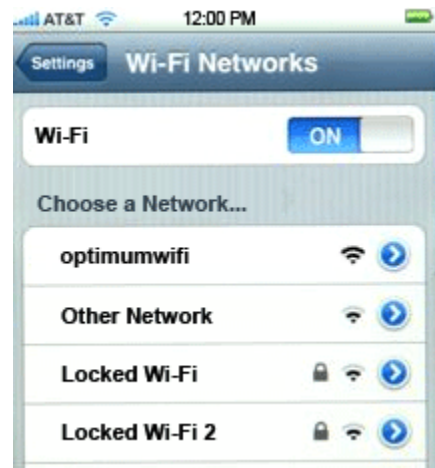 AT&T 12:00 PM
Settings Wi-Fi Networks
Wi-Fi ON
Choose a Network...
optimumwifi
Other Network
Locked Wi-Fi
Locked Wi-Fi 2